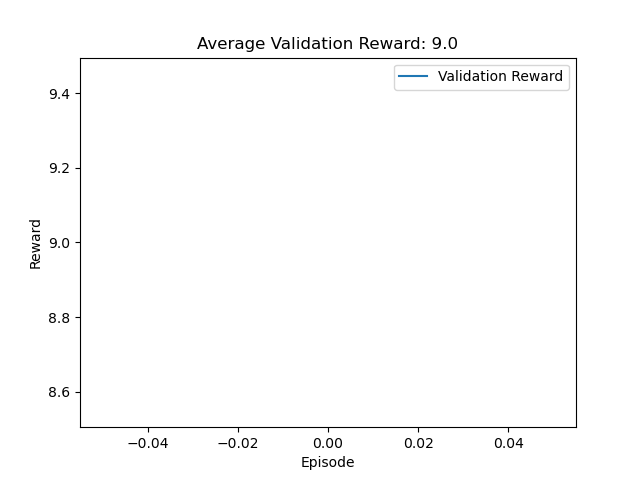 Average Validation Reward: 9.0
Validation Reward
9.4
9.2
9.0
8.8
8.6
Reward
−0.04
−0.02
0.00
0.02
0.04
Episode